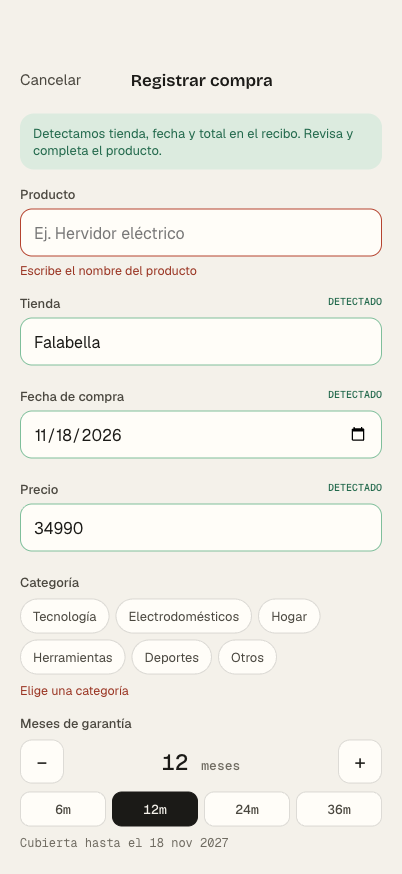 Cancelar
Registrar compra
Detectamos tienda, fecha y total en el recibo. Revisa y
completa el producto.
Producto
Ej. Hervidor eléctrico
Escribe el nombre del producto
Tienda
DETECTADO
Falabella
Fecha de compra
DETECTADO
11/18/2026
Precio
DETECTADO
34990
Categoría
Tecnología
Electrodomésticos
Hogar
Herramientas
Deportes
Otros
Elige una categoría
Meses de garantía
− 12 meses +
6m
12m
24m
36m
Cubierta hasta el 18 nov 2027